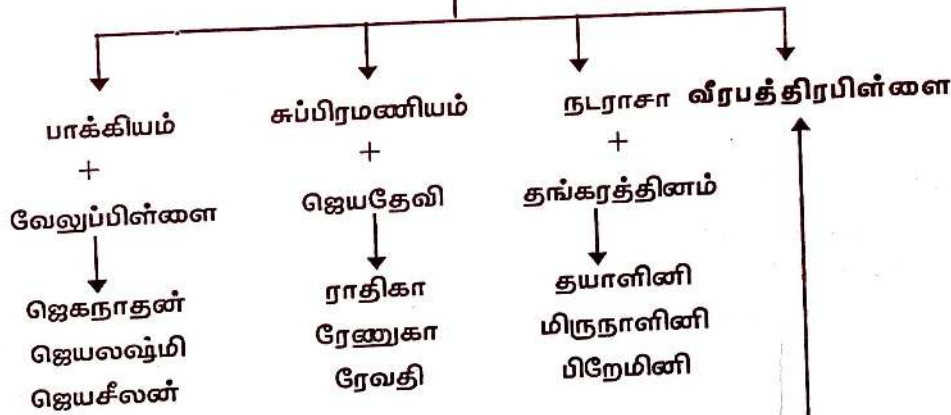 பாக்கியம் சுப்பிரமணியம் நடராசா வீரபத்திரபிள்ளை
+ + +
வேலுப்பிள்ளை ஜெயதேவி தங்கரத்தினம்
ஜெகநாதன் ராதிகா தயாளினி
ஜெயலஷ்மி ரேணுகா மிருநாளினி
ஜெயசீலன் ரேவதி பிறேமினி